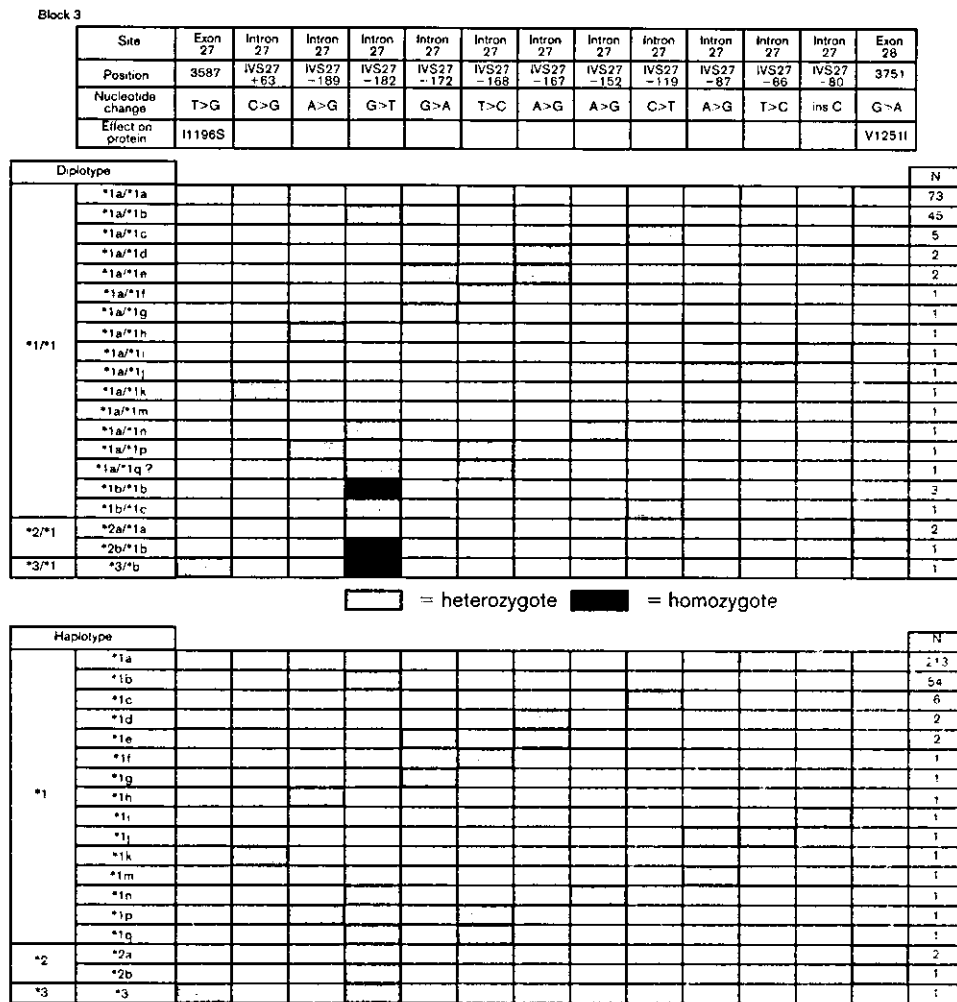 Block 3
Site Exon 27 Intron 27 Intron 27 Intron 27 Intron 27 Intron 27 Intron 27 Intron 27 Intron 27 Intron 27 Intron 27 Intron 27 Exon 28
Position 3587 IVS27 +63 IVS27 -189 IVS27 -182 IVS27 -172 IVS27 -168 IVS27 -167 IVS27 -152 IVS27 -119 IVS27 -87 IVS27 -66 IVS27 -80 3751
Nucleotide change T>G C>G A>G G>T G>A T>C A>G A>G C>T A>G T>C ins C G>A
Effect on protein I1196S V1251I
Diplotype N
*1/*1
*1a/*1a 73
*1a/*1b 45
*1a/*1c 5
*1a/*1d 2
*1a/*1e 2
*1a/*1f 1
*1a/*1g 1
*1a/*1h 1
*1a/*1i 1
*1a/*1j 1
*1a/*1k 1
*1a/*1m 1
*1a/*1n 1
*1a/*1p 1
*1a/*1q ? 1
*1b/*1b 3
*1b/*1c 1
*2/*1 *2a/*1a 2
*2b/*1b 1
*3/*1 *3/*b 1
= heterozygote = homozygote
Haplotype N
*1
*1a 213
*1b 54
*1c 6
*1d 2
*1e 2
*1f 1
*1g 1
*1h 1
*1i 1
*1j 1
*1k 1
*1m 1
*1n 1
*1p 1
*1q 1
*2 *2a 2
*2b 1
*3 *3 1